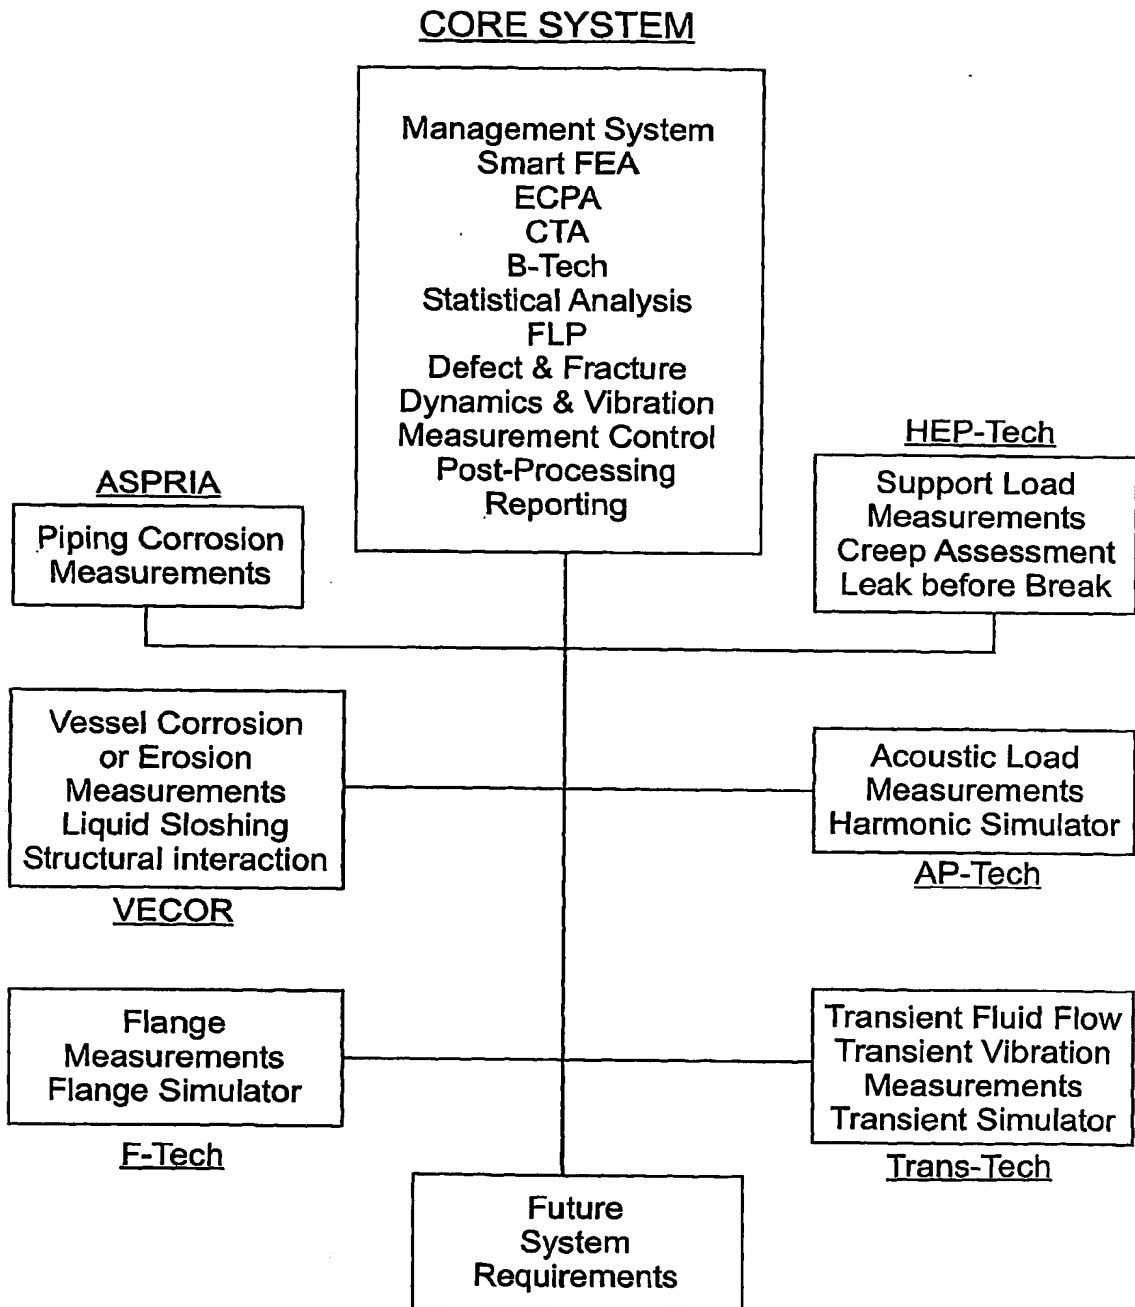 CORE SYSTEM
Management System
Smart FEA
ECPA
CTA
B-Tech
Statistical Analysis
FLP
Defect & Fracture
Dynamics & Vibration
Measurement Control
Post-Processing
Reporting
ASPRIA
Piping Corrosion
Measurements
HEP-Tech
Support Load
Measurements
Creep Assessment
Leak before Break
Vessel Corrosion
or Erosion
Measurements
Liquid Sloshing
Structural interaction
VECOR
Acoustic Load
Measurements
Harmonic Simulator
AP-Tech
Flange
Measurements
Flange Simulator
F-Tech
Transient Fluid Flow
Transient Vibration
Measurements
Transient Simulator
Trans-Tech
Future
System
Requirements